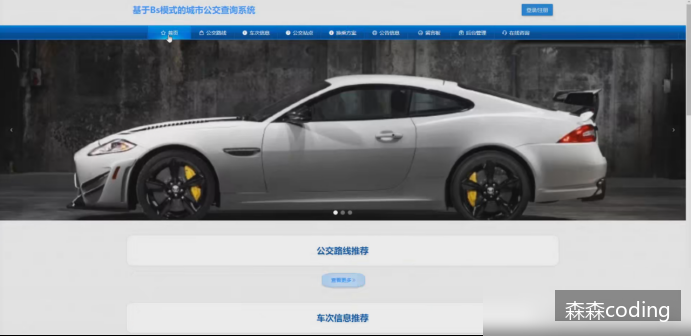 基于Bs模式的城市公交查询系统
登录/注册
首页 公交路线 车次信息 公交站点 换乘方案 公告信息 留言板 后台管理 在线咨询
公交路线推荐
查看更多
车次信息推荐
森森coding